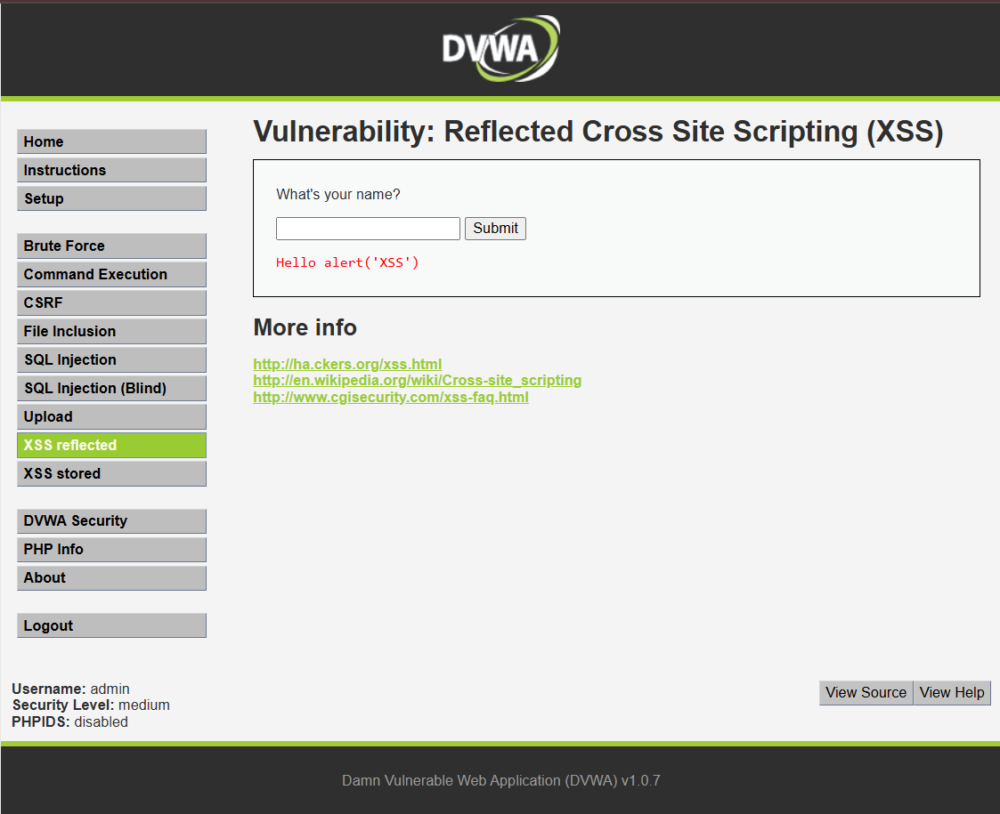 DVWA
Home
Instructions
Setup
Brute Force
Command Execution
CSRF
File Inclusion
SQL Injection
SQL Injection (Blind)
Upload
XSS reflected
XSS stored
DVWA Security
PHP Info
About
Logout
Vulnerability: Reflected Cross Site Scripting (XSS)
What's your name?
Submit
Hello alert('XSS')
More info
http://ha.ckers.org/xss.html
http://en.wikipedia.org/wiki/Cross-site_scripting
http://www.cgisecurity.com/xss-faq.html
Username: admin
Security Level: medium
PHPIDS: disabled
View Source View Help
Damn Vulnerable Web Application (DVWA) v1.0.7